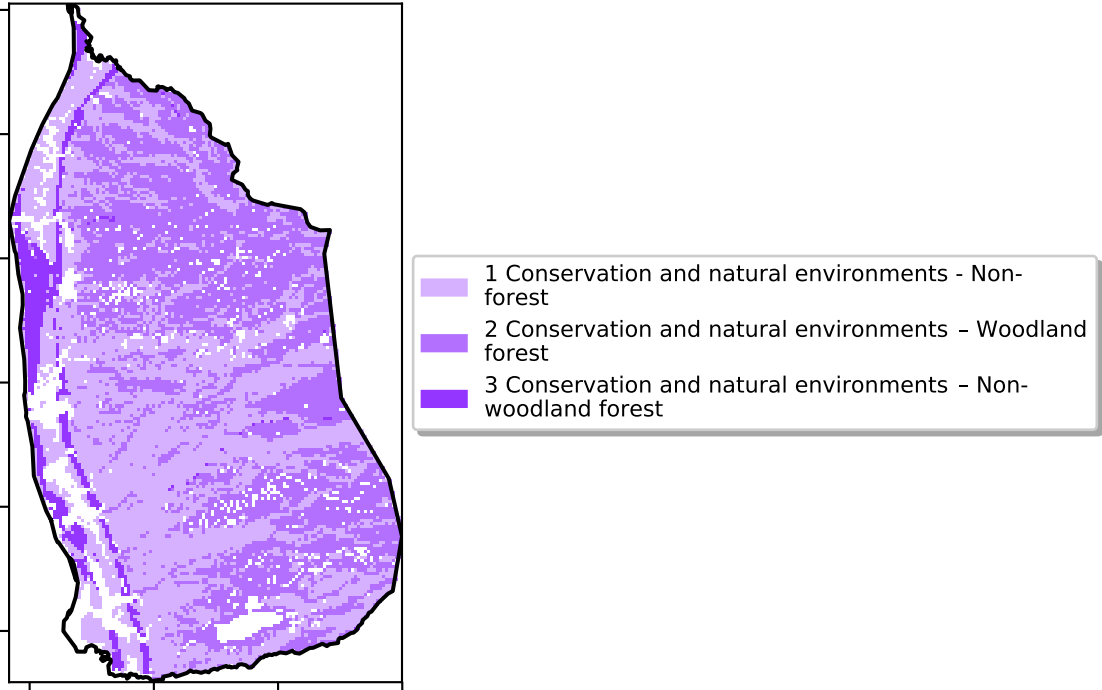 1 Conservation and natural environments - Non-
forest
2 Conservation and natural environments – Woodland
forest
3 Conservation and natural environments – Non-
woodland forest